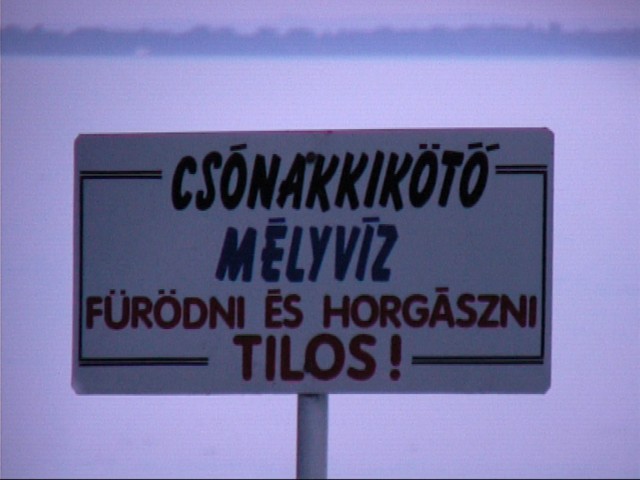 CSÓNAKKIKÖTŐ
MÉLYVÍZ
FÜRÖDNI ÉS HORGÁSZNI
TILOS!